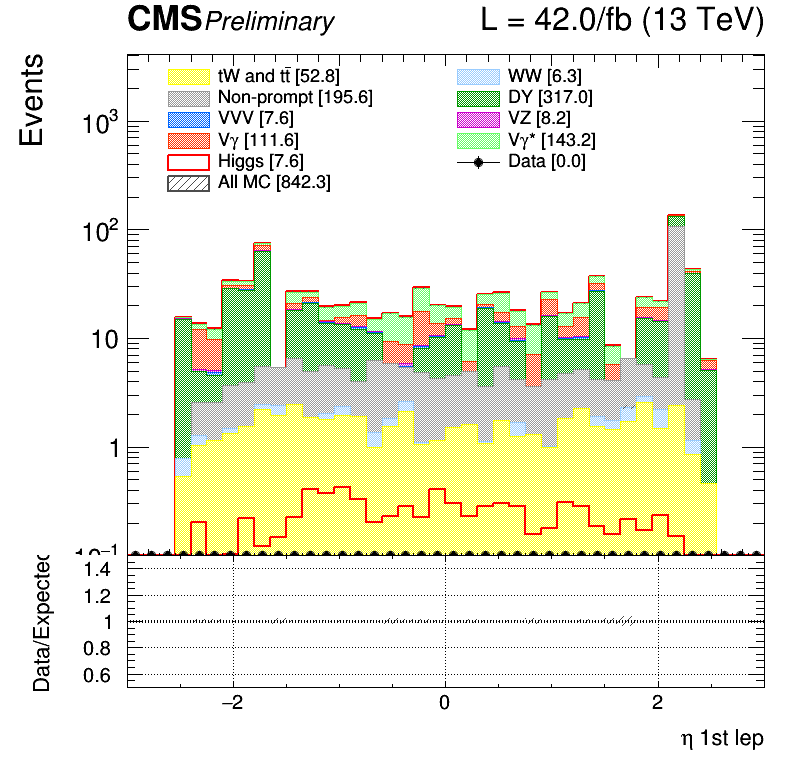 CMS Preliminary L = 42.0/fb (13 TeV)
Events
tW and tt̄ [52.8] WW [6.3]
Non-prompt [195.6] DY [317.0]
VVV [7.6] VZ [8.2]
Vγ [111.6] Vγ* [143.2]
Higgs [7.6] Data [0.0]
All MC [842.3]
10³
10²
10
1
10⁻¹
Data/Expected
1.4
1.2
1
0.8
0.6
−2 0 2
η 1st lep